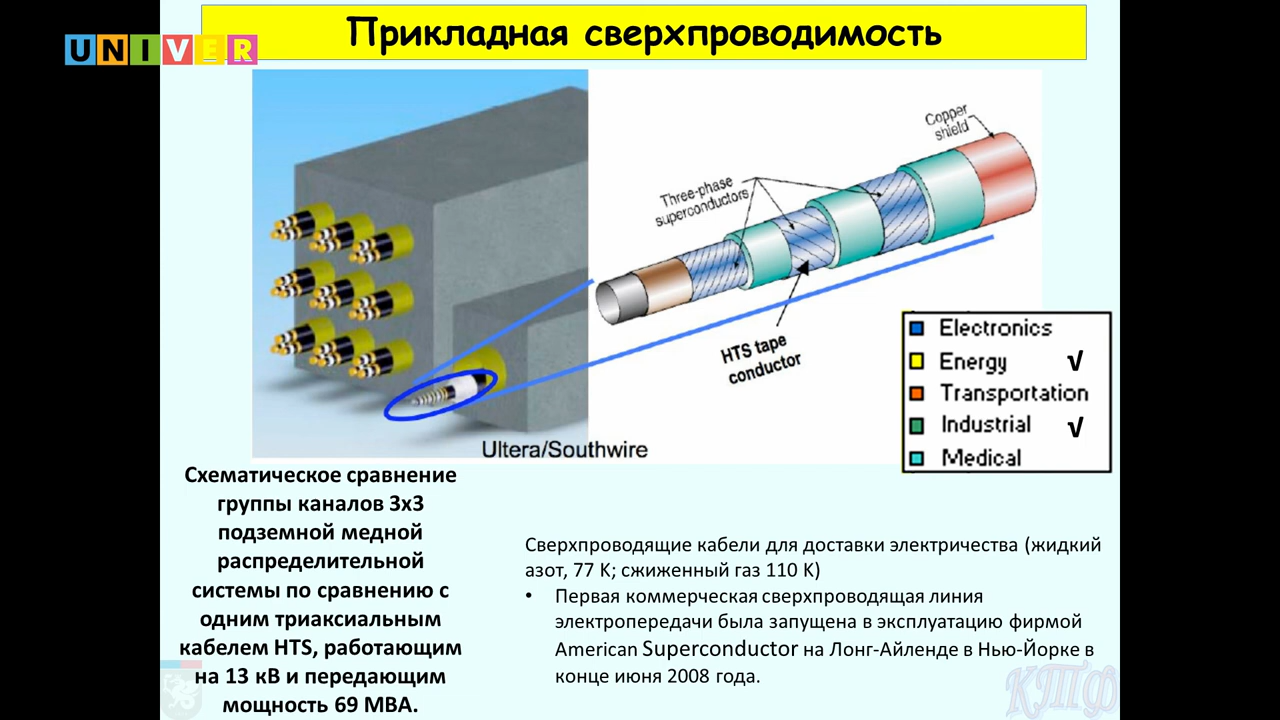 Прикладная сверхпроводимость
UNIVER
Copper
shield
Three-phase
superconductors
HTS tape
conductor
Electronics
Energy √
Transportation
Industrial √
Medical
Ultera/Southwire
Схематическое сравнение
группы каналов 3х3
подземной медной
распределительной
системы по сравнению с
одним триаксиальным
кабелем HTS, работающим
на 13 кВ и передающим
мощность 69 МВА.
Сверхпроводящие кабели для доставки электричества (жидкий
азот, 77 K; сжиженный газ 110 K)
• Первая коммерческая сверхпроводящая линия
электропередачи была запущена в эксплуатацию фирмой
American Superconductor на Лонг-Айленде в Нью-Йорке в
конце июня 2008 года.
КТФ